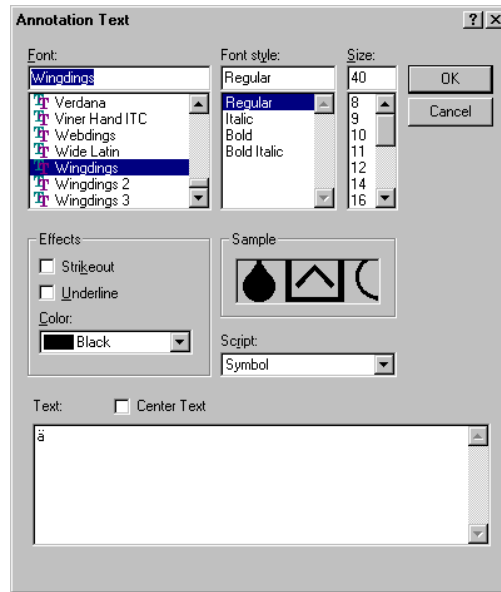 Annotation Text
Font: Font style: Size:
Wingdings Regular 40 OK
Verdana Regular 8 Cancel
Viner Hand ITC Italic 9
Webdings Bold 10
Wide Latin Bold Italic 11
Wingdings 12
Wingdings 2 14
Wingdings 3 16
Effects Sample
Strikeout
Underline
Color:
Black Script:
Symbol
Text: Center Text
ä